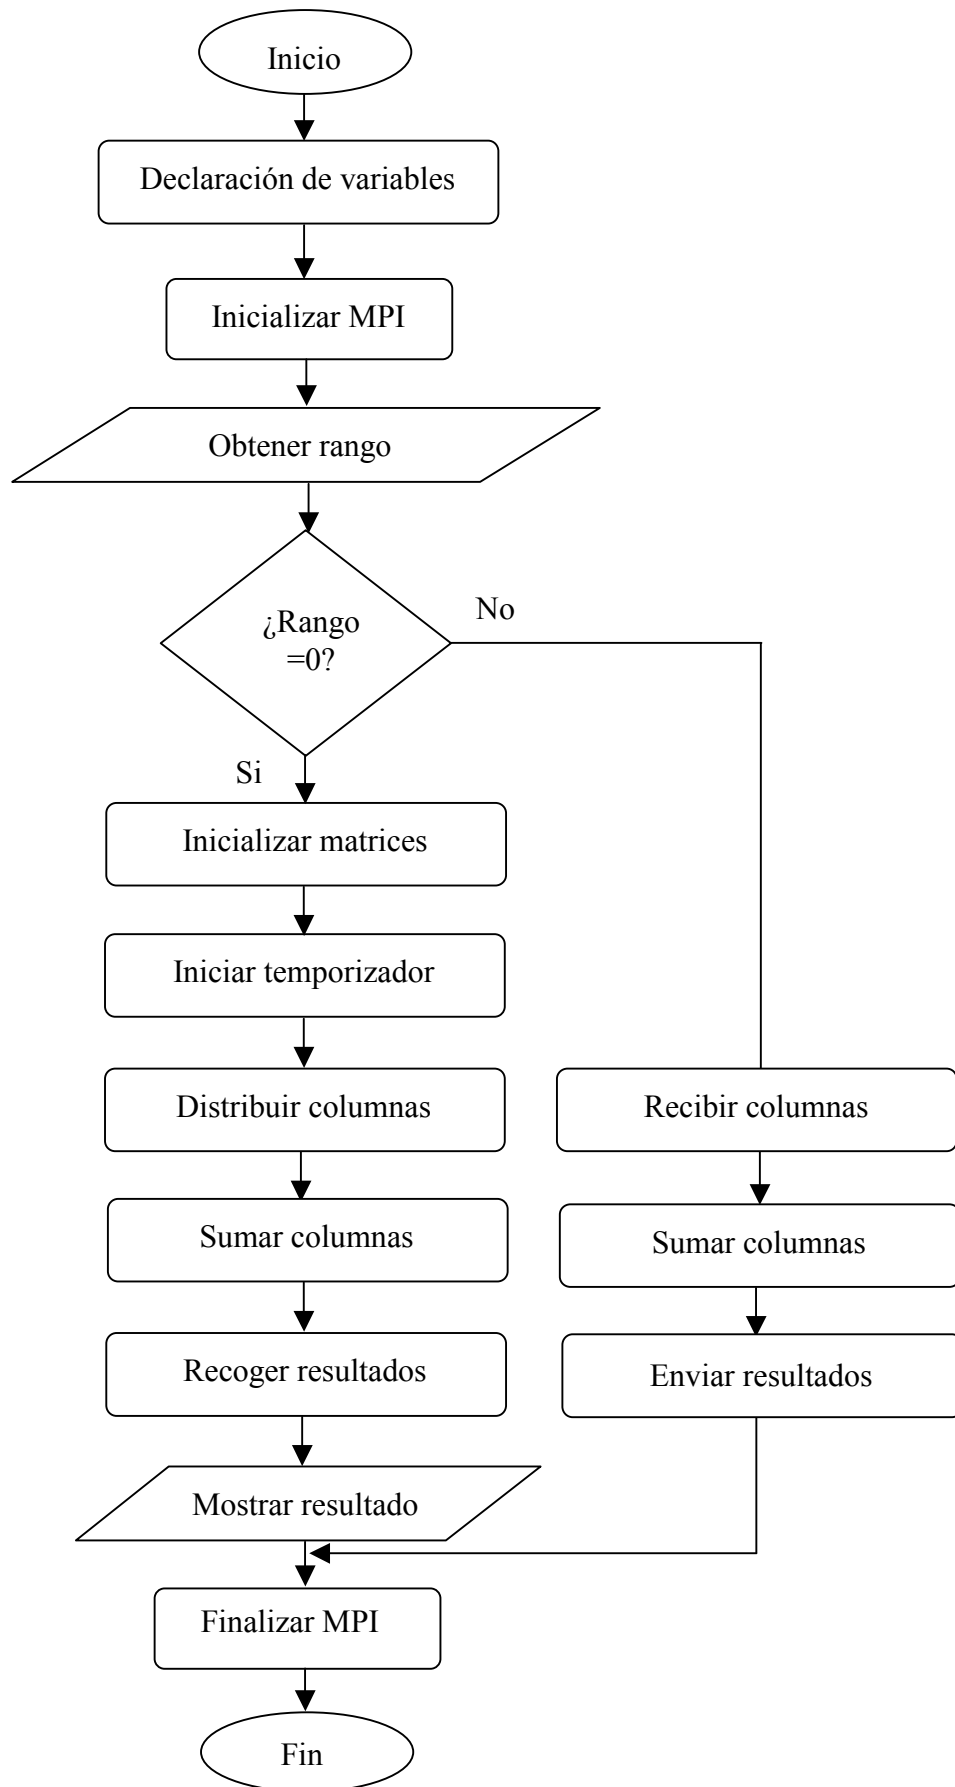 Inicio
Declaración de variables
Inicializar MPI
Obtener rango
¿Rango
=0?
No
Si
Inicializar matrices
Iniciar temporizador
Distribuir columnas
Recibir columnas
Sumar columnas
Sumar columnas
Recoger resultados
Enviar resultados
Mostrar resultado
Finalizar MPI
Fin